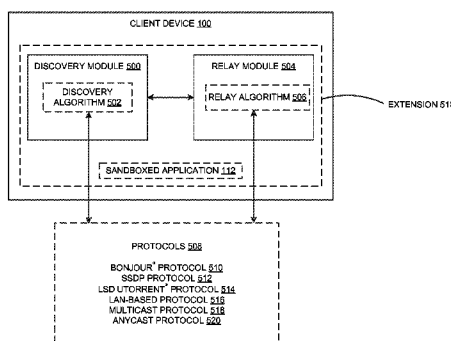 CLIENT DEVICE 100
DISCOVERY MODULE 500
DISCOVERY
ALGORITHM 502
RELAY MODULE 504
RELAY ALGORITHM 506
EXTENSION 515
SANDBOXED APPLICATION 112
PROTOCOLS 508
BONJOUR® PROTOCOL 510
SSDP PROTOCOL 512
LSD UTORRENT® PROTOCOL 514
LAN-BASED PROTOCOL 516
MULTICAST PROTOCOL 518
ANYCAST PROTOCOL 520